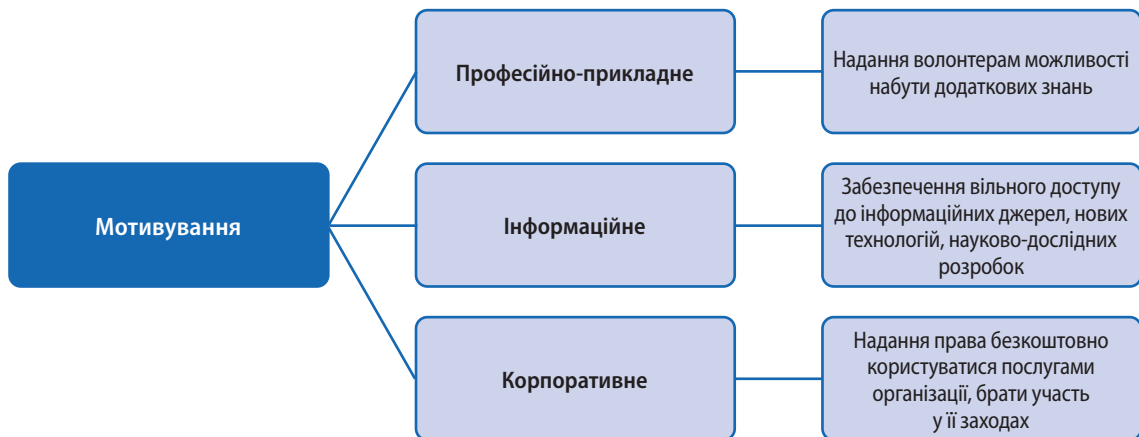 Мотивування
Професійно-прикладне
Надання волонтерам можливості
набути додаткових знань
Інформаційне
Забезпечення вільного доступу
до інформаційних джерел, нових
технологій, науково-дослідних
розробок
Корпоративне
Надання права безкоштовно
користуватися послугами
організації, брати участь
у її заходах